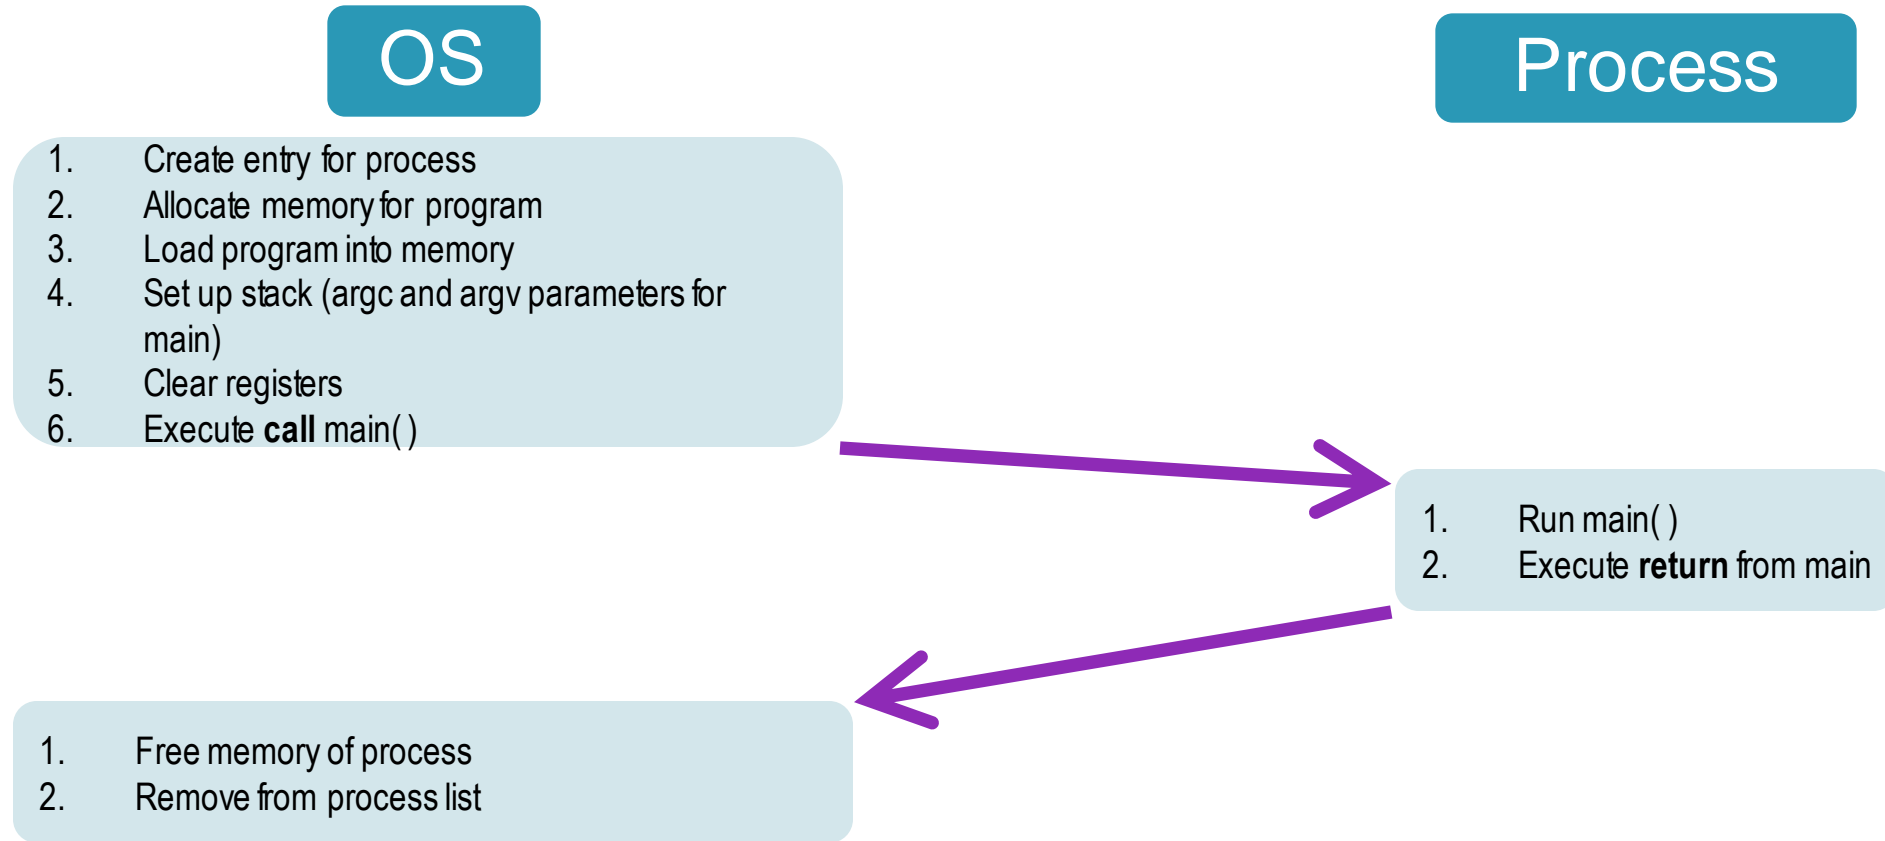 OS
Process
1. Create entry for process
2. Allocate memory for program
3. Load program into memory
4. Set up stack (argc and argv parameters for
main)
5. Clear registers
6. Execute call main( )
1. Run main( )
2. Execute return from main
1. Free memory of process
2. Remove from process list